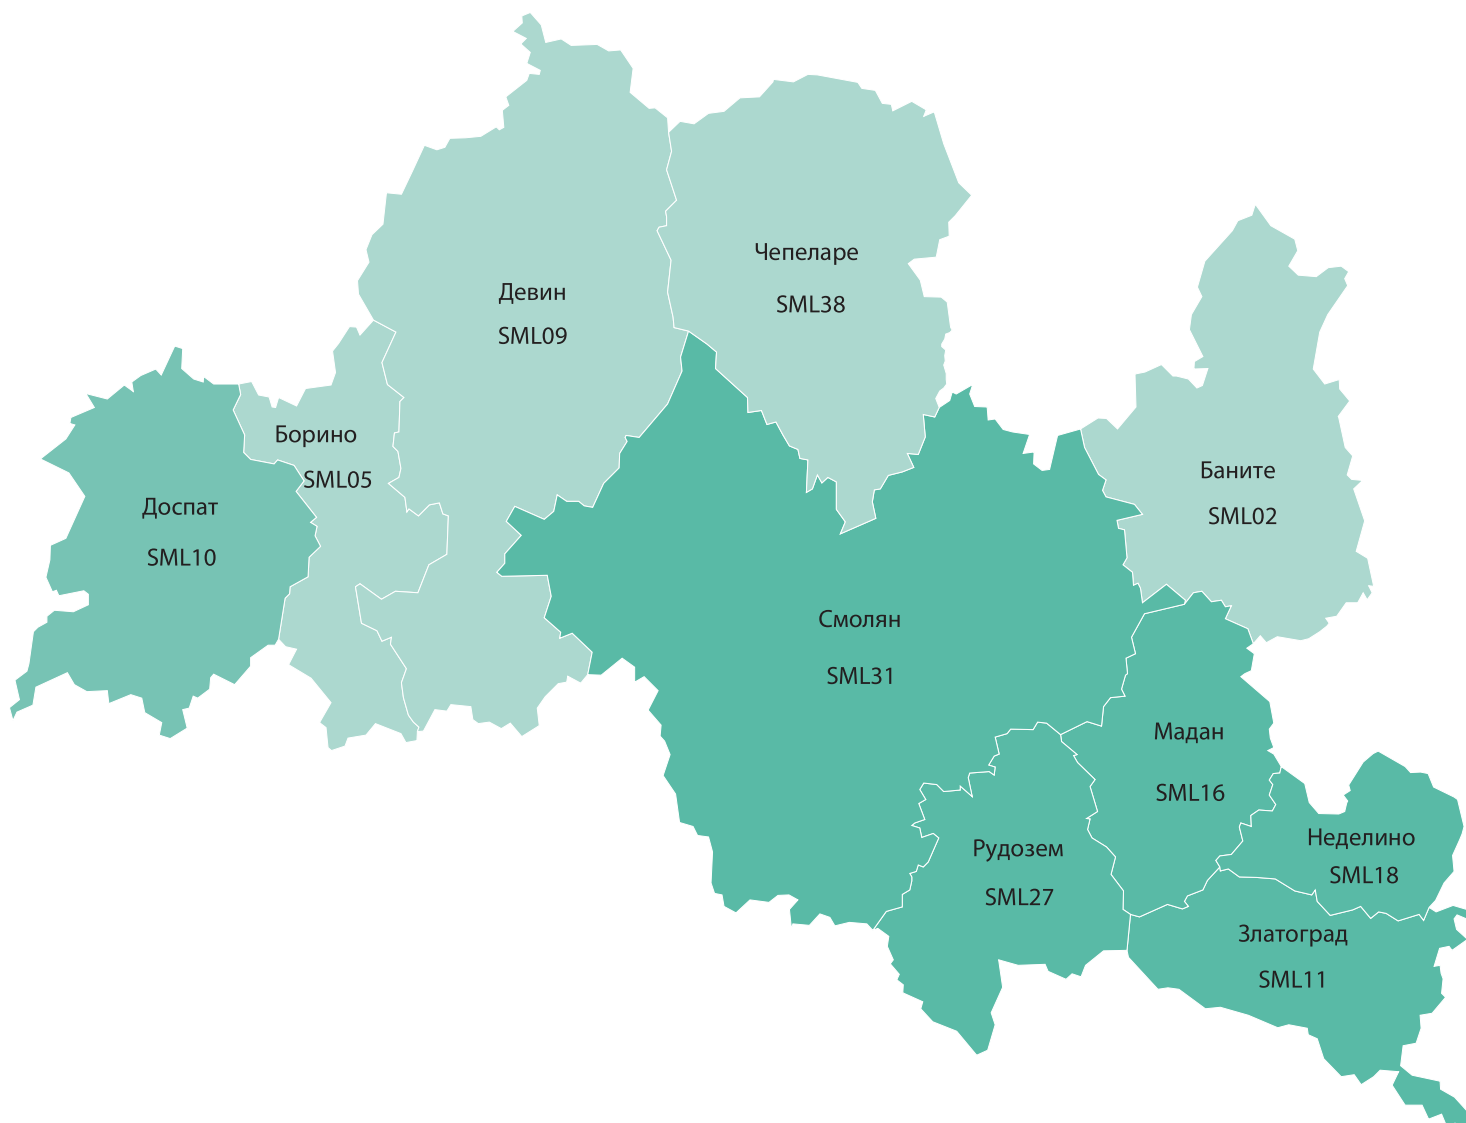 Чепеларе
SML38
Девин
SML09
Борино
SML05
Баните
SML02
Доспат
SML10
Смолян
SML31
Мадан
SML16
Рудозем
SML27
Неделино
SML18
Златоград
SML11